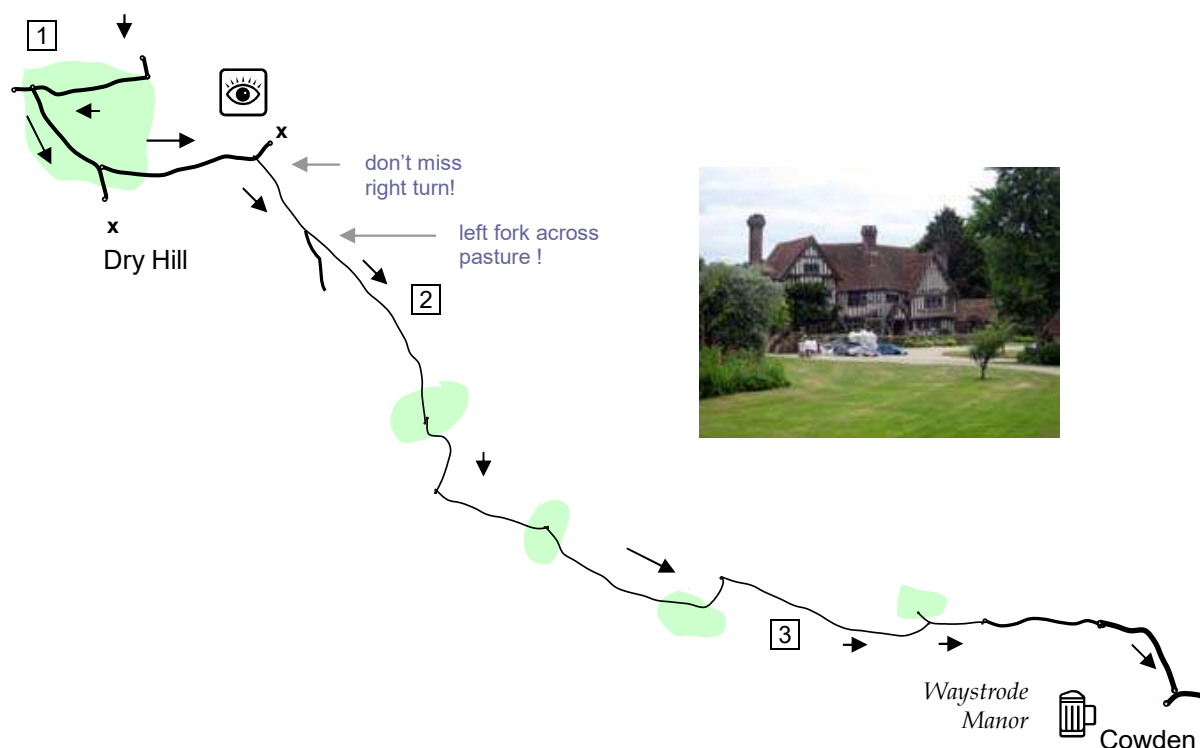 1
x
don't miss
right turn!
x
Dry Hill
left fork across
pasture !
2
3
Waystrode
Manor
Cowden